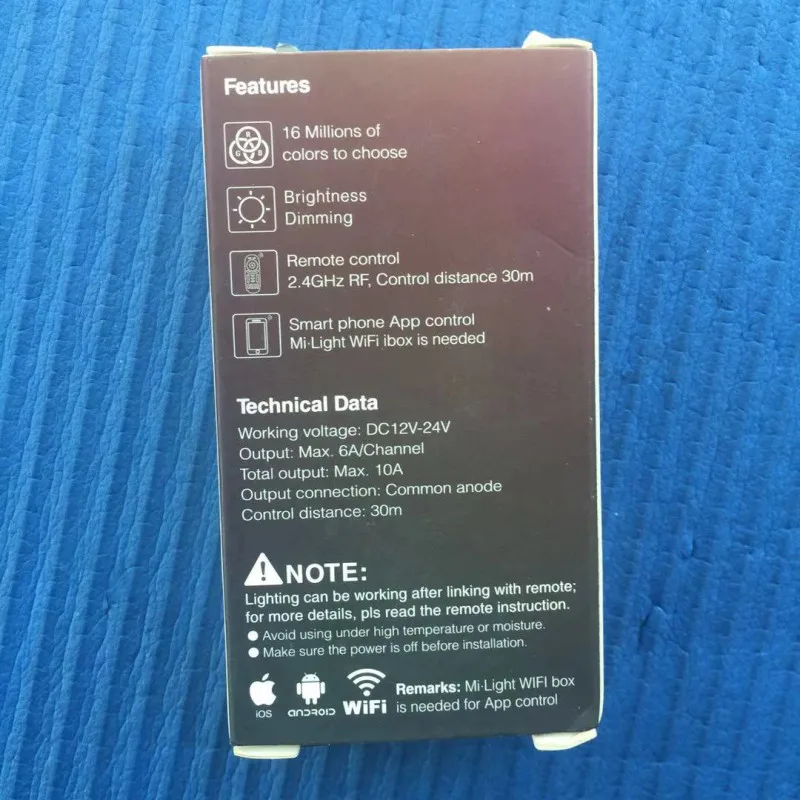 Features
R
G B
16 Millions of
colors to choose
Brightness
Dimming
Remote control
2.4GHz RF, Control distance 30m
Smart phone App control
Mi·Light WiFi ibox is needed
Technical Data
Working voltage: DC12V-24V
Output: Max. 6A/Channel
Total output: Max. 10A
Output connection: Common anode
Control distance: 30m
NOTE:
Lighting can be working after linking with remote;
for more details, pls read the remote instruction.
● Avoid using under high temperature or moisture.
● Make sure the power is off before installation.
iOS
ANDROID
WiFi
Remarks: Mi·Light WIFI box
is needed for App control